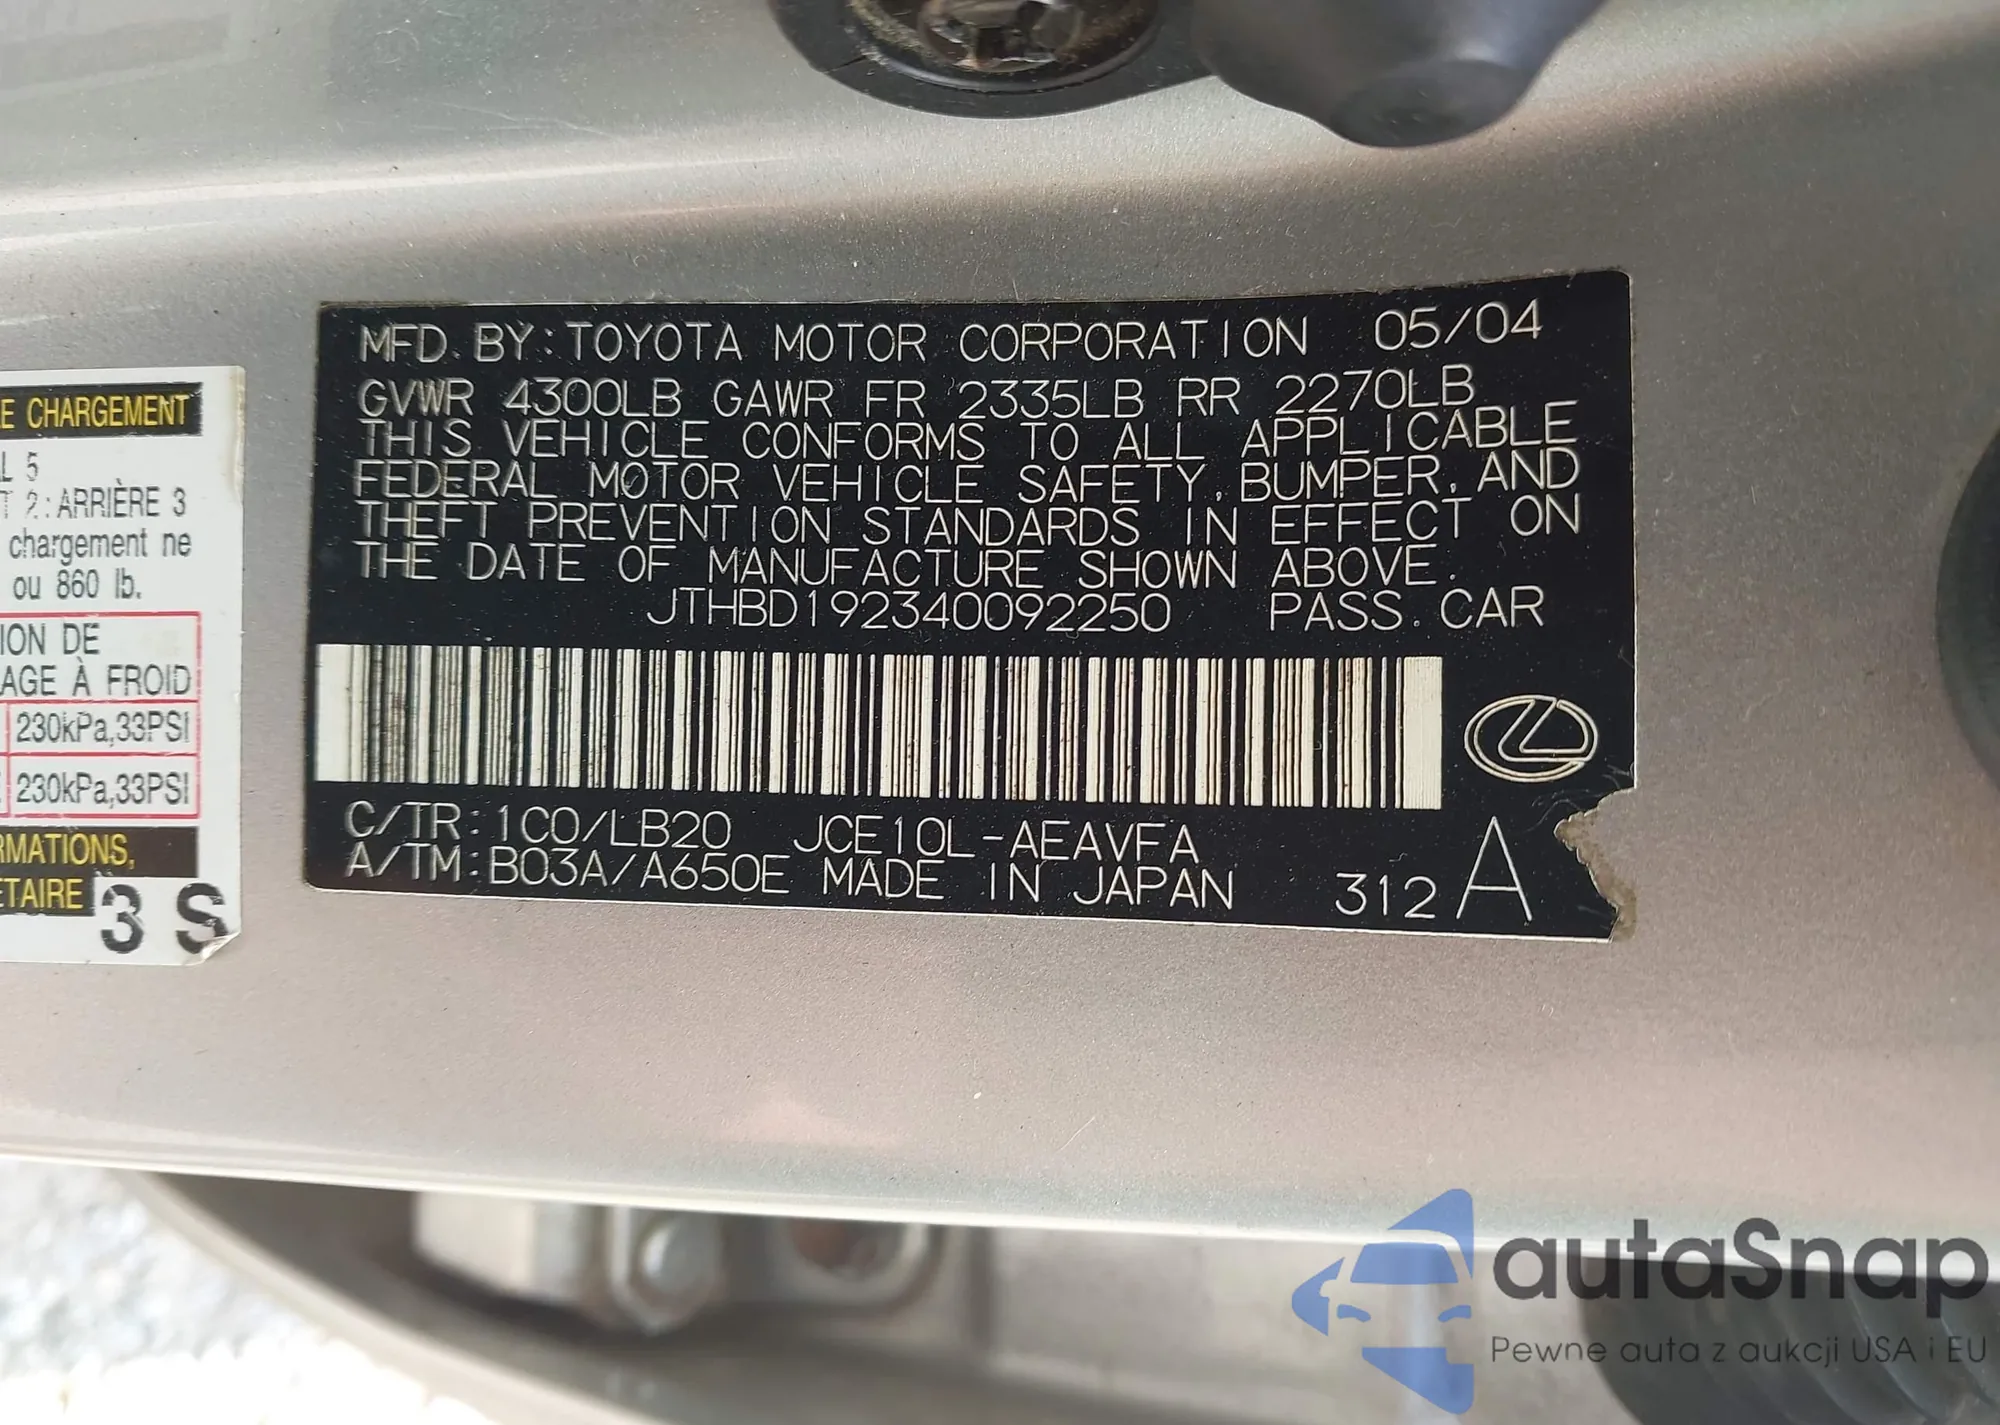 MFD. BY: TOYOTA MOTOR CORPORATION 05/04
GVWR 4300LB GAWR FR 2335LB RR 2270LB
THIS VEHICLE CONFORMS TO ALL APPLICABLE
FEDERAL MOTOR VEHICLE SAFETY, BUMPER, AND
THEFT PREVENTION STANDARDS IN EFFECT ON
THE DATE OF MANUFACTURE SHOWN ABOVE.
JTHBD192340092250 PASS. CAR
C/TR: 1C0/LB20 JCE10L-AEAVFA
A/TM: B03A/A650E MADE IN JAPAN 312 A
E CHARGEMENT
L 5
T 2: ARRIÈRE 3
chargement ne
ou 860 lb.
ION DE
AGE À FROID
230kPa,33PSI
230kPa,33PSI
RMATIONS,
ÉTAIRE 3 S
autaSnap
Pewne auta z aukcji USA i EU